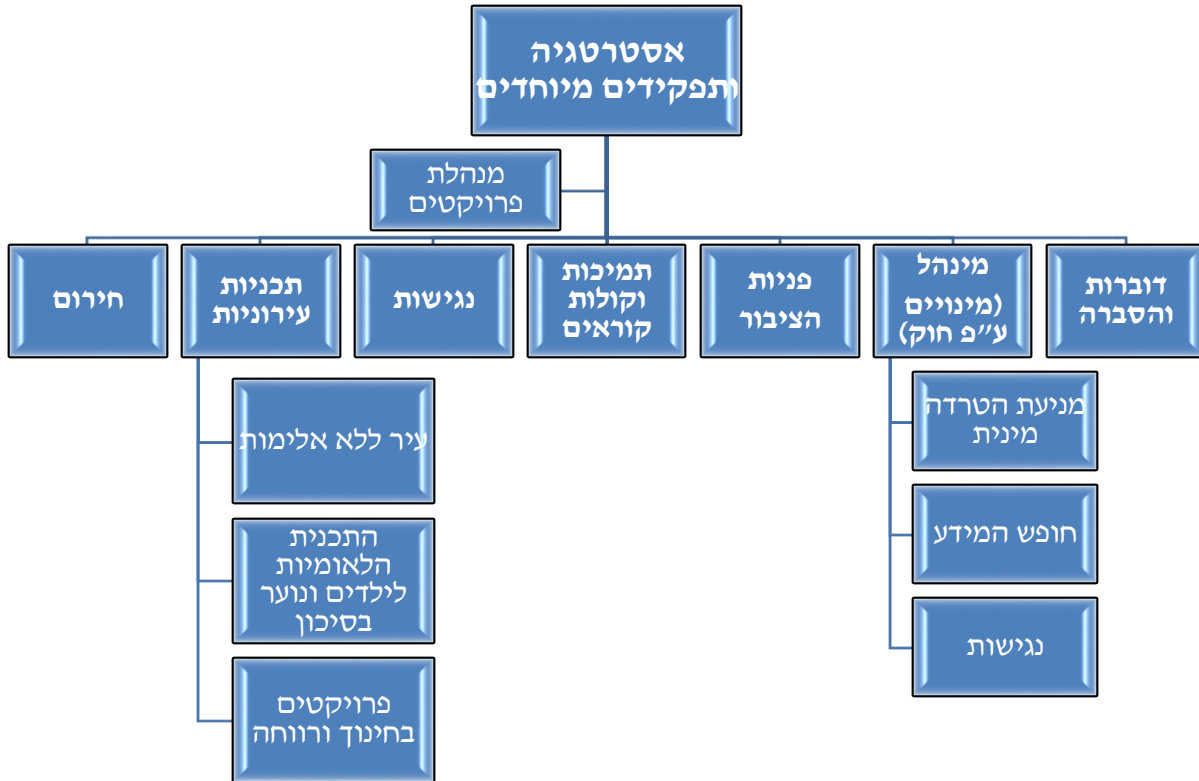 אסטרטגיה
ותפקידים מיוחדים
מנהלת
פרויקטים
דוברות
והסברה
מינהל
(מינויים
ע״פ חוק)
פניות
הציבור
תמיכות
וקולות
קוראים
נגישות
תכניות
עירוניות
חירום
מניעת הטרדה
מינית
חופש המידע
נגישות
עיר ללא אלימות
התכנית
הלאומיות
לילדים ונוער
בסיכון
פרויקטים
בחינוך ורווחה